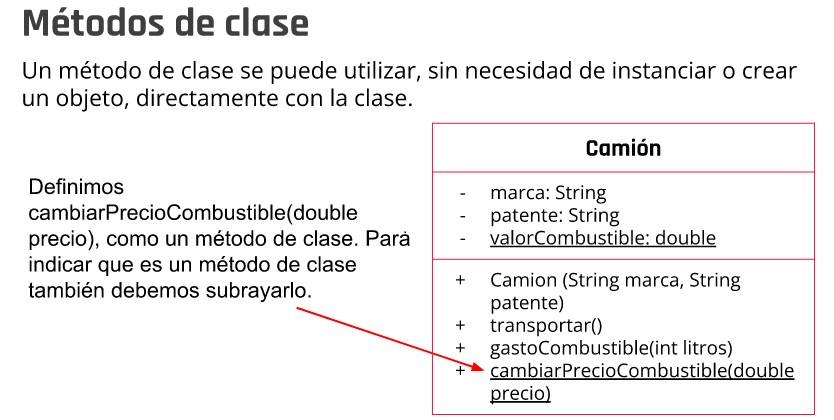 Métodos de clase
Un método de clase se puede utilizar, sin necesidad de instanciar o crear
un objeto, directamente con la clase.
Definimos
cambiarPrecioCombustible(double
precio), como un método de clase. Para
indicar que es un método de clase
también debemos subrayarlo.
Camión
- marca: String
- patente: String
- valorCombustible: double
+ Camion (String marca, String
patente)
+ transportar()
+ gastoCombustible(int litros)
+ cambiarPrecioCombustible(double
precio)